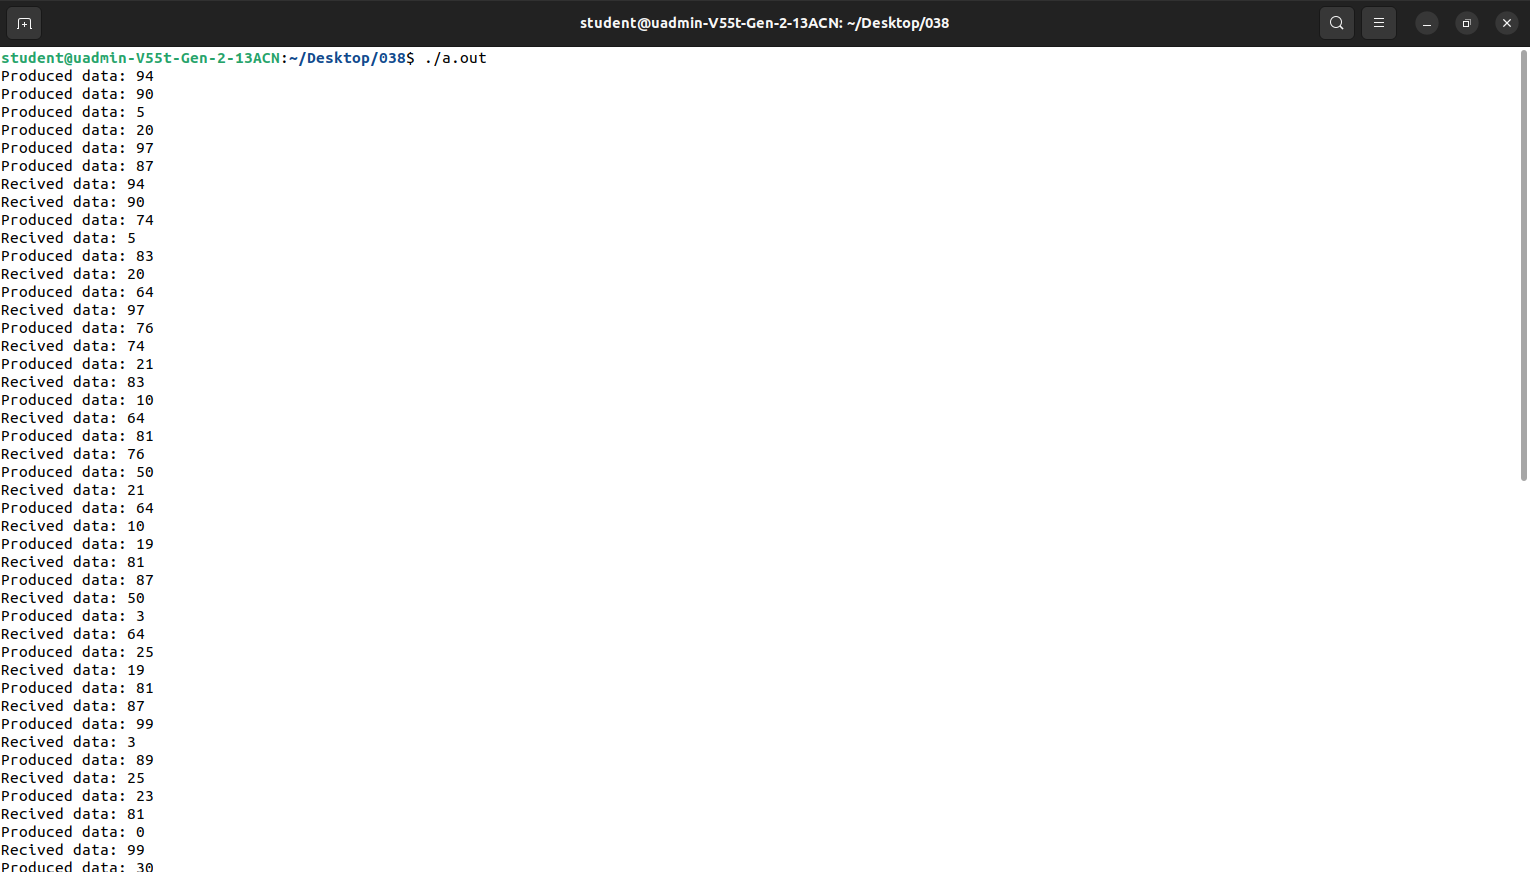 student@uadmin-V55t-Gen-2-13ACN: ~/Desktop/038
student@uadmin-V55t-Gen-2-13ACN:~/Desktop/038$ ./a.out
Produced data: 94
Produced data: 90
Produced data: 5
Produced data: 20
Produced data: 97
Produced data: 87
Recived data: 94
Recived data: 90
Produced data: 74
Recived data: 5
Produced data: 83
Recived data: 20
Produced data: 64
Recived data: 97
Produced data: 76
Recived data: 74
Produced data: 21
Recived data: 83
Produced data: 10
Recived data: 64
Produced data: 81
Recived data: 76
Produced data: 50
Recived data: 21
Produced data: 64
Recived data: 10
Produced data: 19
Recived data: 81
Produced data: 87
Recived data: 50
Produced data: 3
Recived data: 64
Produced data: 25
Recived data: 19
Produced data: 81
Recived data: 87
Produced data: 99
Recived data: 3
Produced data: 89
Recived data: 25
Produced data: 23
Recived data: 81
Produced data: 0
Recived data: 99
Produced data: 30